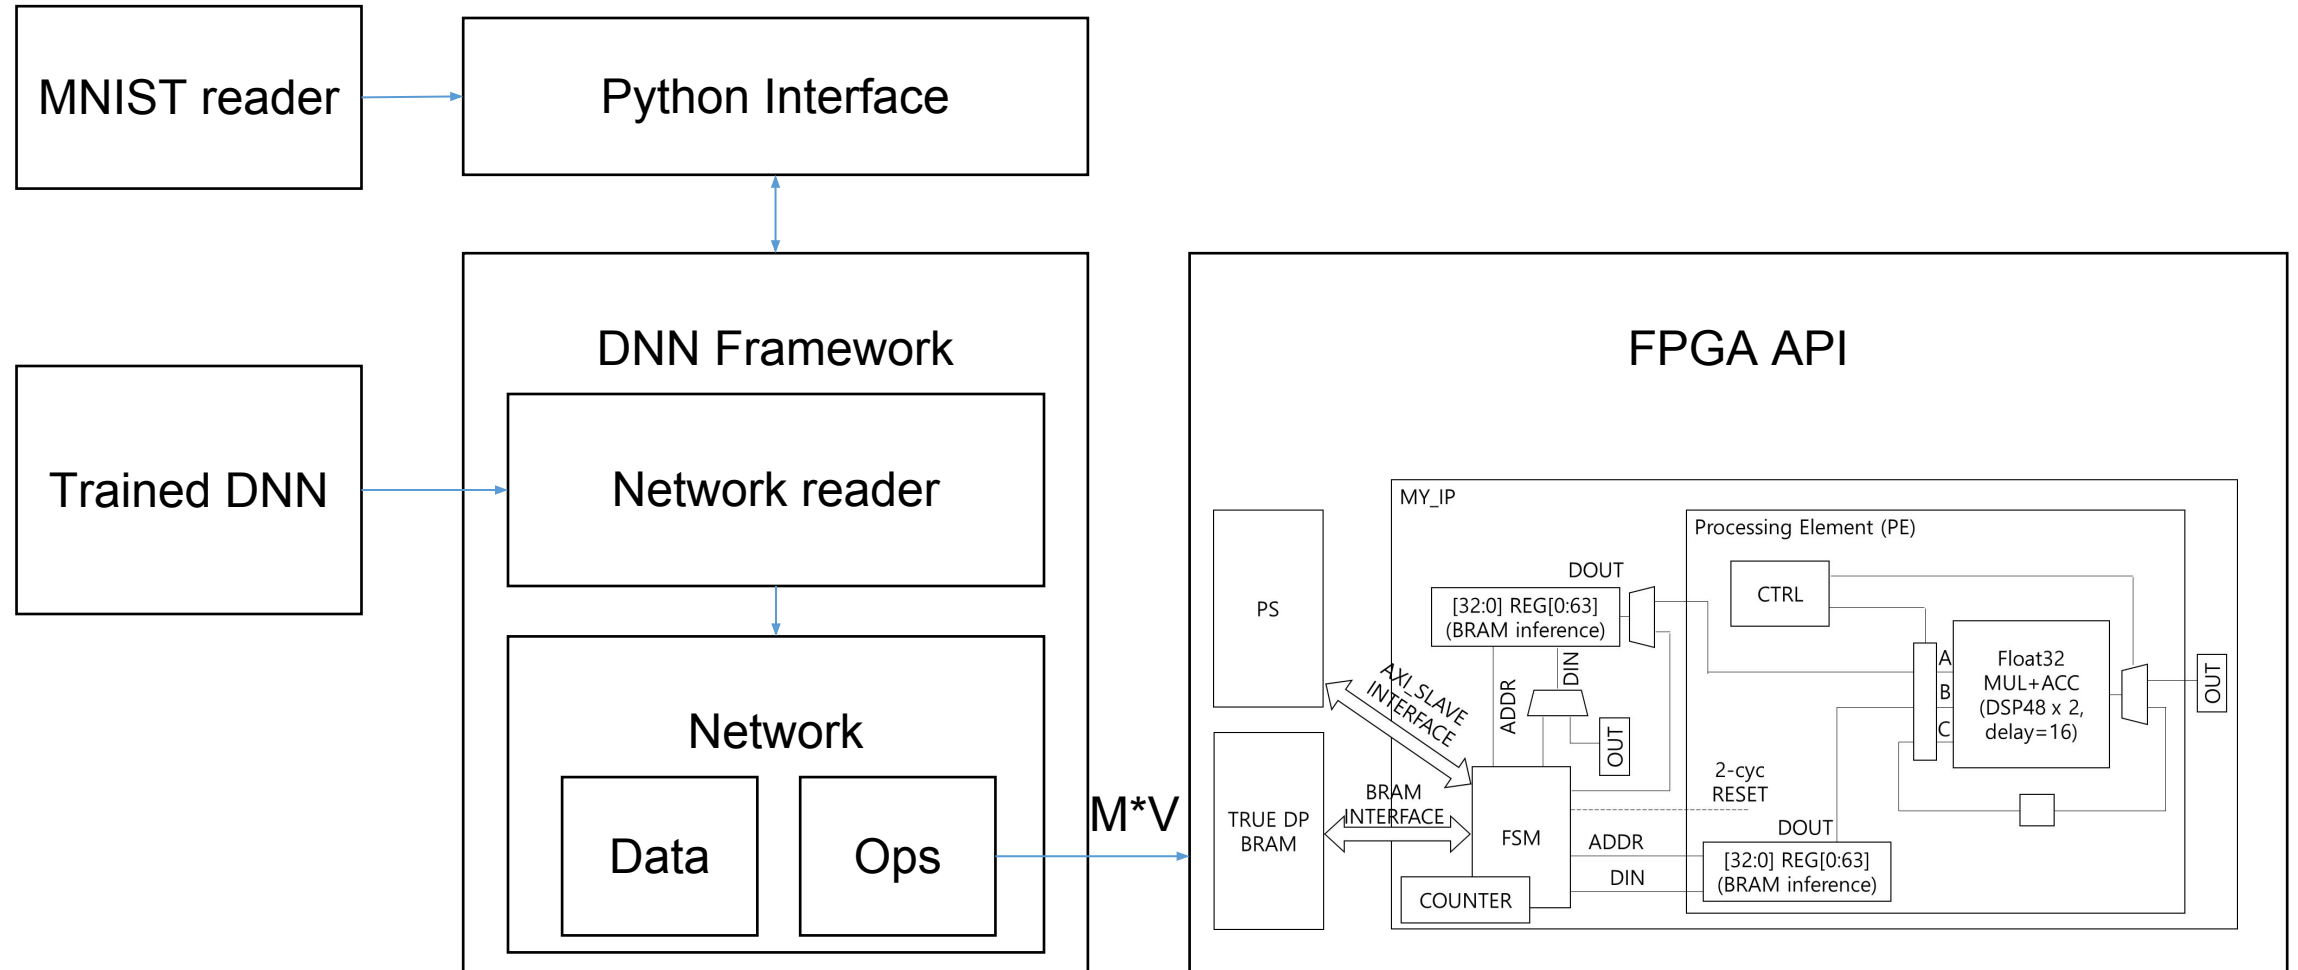 MNIST reader
Python Interface
DNN Framework
FPGA API
Trained DNN
Network reader
Network
Data
Ops
M*V
MY_IP
PS
TRUE DP
BRAM
AXI_SLAVE
INTERFACE
BRAM
INTERFACE
DOUT
[32:0] REG[0:63]
(BRAM inference)
ADDR
DIN
OUT
FSM
COUNTER
ADDR
DIN
2-cyc
RESET
Processing Element (PE)
CTRL
A
B
C
Float32
MUL+ACC
(DSP48 x 2,
delay=16)
OUT
DOUT
[32:0] REG[0:63]
(BRAM inference)